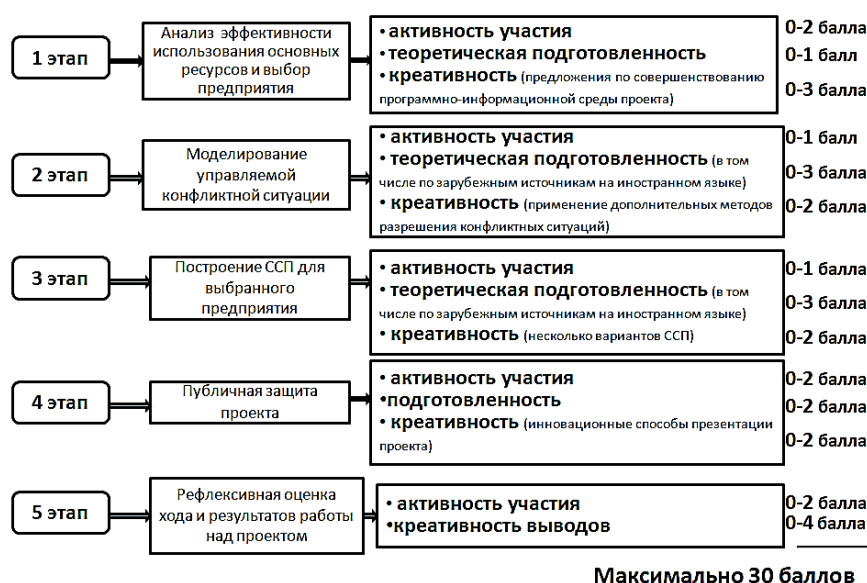 1 этап
Анализ эффективности
использования основных
ресурсов и выбор
предприятия
• активность участия
• теоретическая подготовленность
• креативность (предложения по совершенствованию
программно-информационной среды проекта)
0-2 балла
0-1 балл
0-3 балла
2 этап
Моделирование
управляемой
конфликтной ситуации
• активность участия
• теоретическая подготовленность (в том
числе по зарубежным источникам на иностранном языке)
• креативность (применение дополнительных методов
разрешения конфликтных ситуаций)
0-1 балл
0-3 балла
0-2 балла
3 этап
Построение ССП для
выбранного
предприятия
• активность участия
• теоретическая подготовленность (в том
числе по зарубежным источникам на иностранном языке)
• креативность (несколько вариантов ССП)
0-1 балла
0-3 балла
0-2 балла
4 этап
Публичная защита
проекта
• активность участия
•подготовленность
• креативность (инновационные способы презентации
проекта)
0-2 балла
0-2 балла
0-2 балла
5 этап
Рефлексивная оценка
хода и результатов работы
над проектом
• активность участия
•креативность выводов
0-2 балла
0-4 балла
Максимально 30 баллов